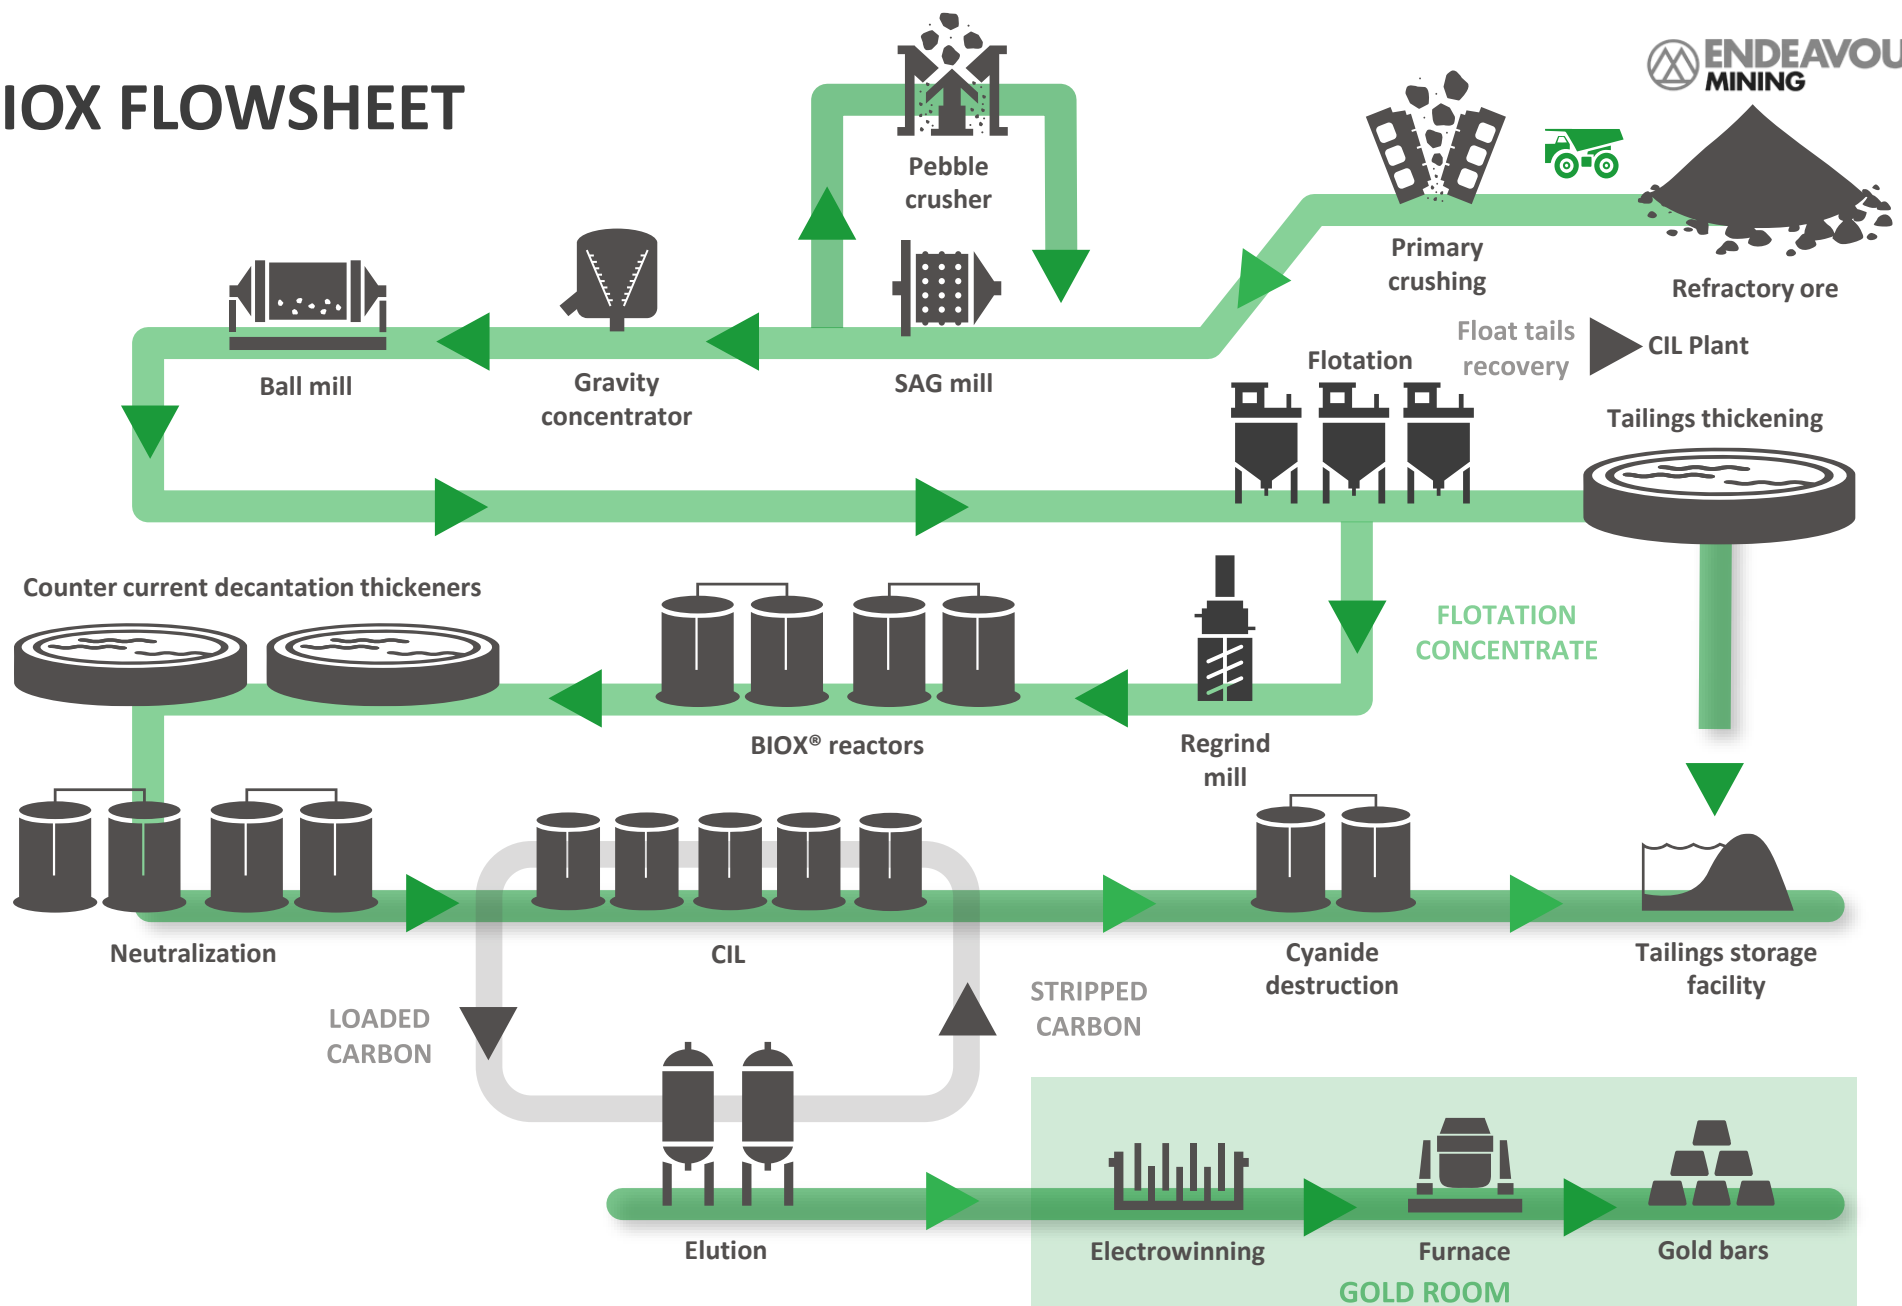 IOX FLOWSHEET
ENDEAVOU
MINING
Pebble
crusher
Primary
crushing
Refractory ore
Float tails
recovery
CIL Plant
Ball mill
Gravity
concentrator
SAG mill
Flotation
Tailings thickening
Counter current decantation thickeners
FLOTATION
CONCENTRATE
BIOX® reactors
Regrind
mill
Neutralization
CIL
Cyanide
destruction
Tailings storage
facility
LOADED
CARBON
STRIPPED
CARBON
Elution
Electrowinning
Furnace
Gold bars
GOLD ROOM